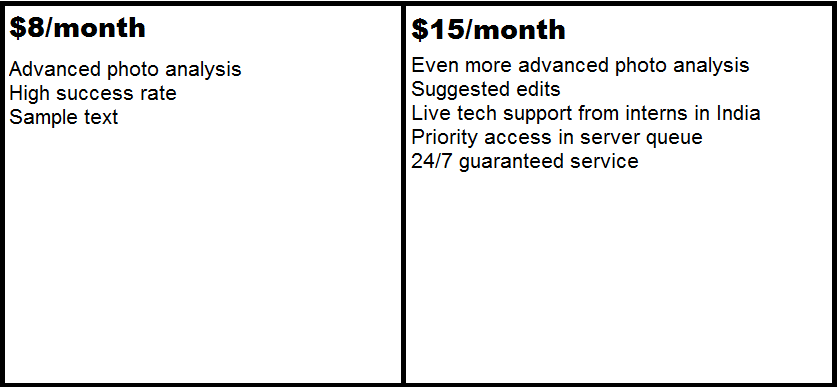 $8/month
Advanced photo analysis
High success rate
Sample text
$15/month
Even more advanced photo analysis
Suggested edits
Live tech support from interns in India
Priority access in server queue
24/7 guaranteed service